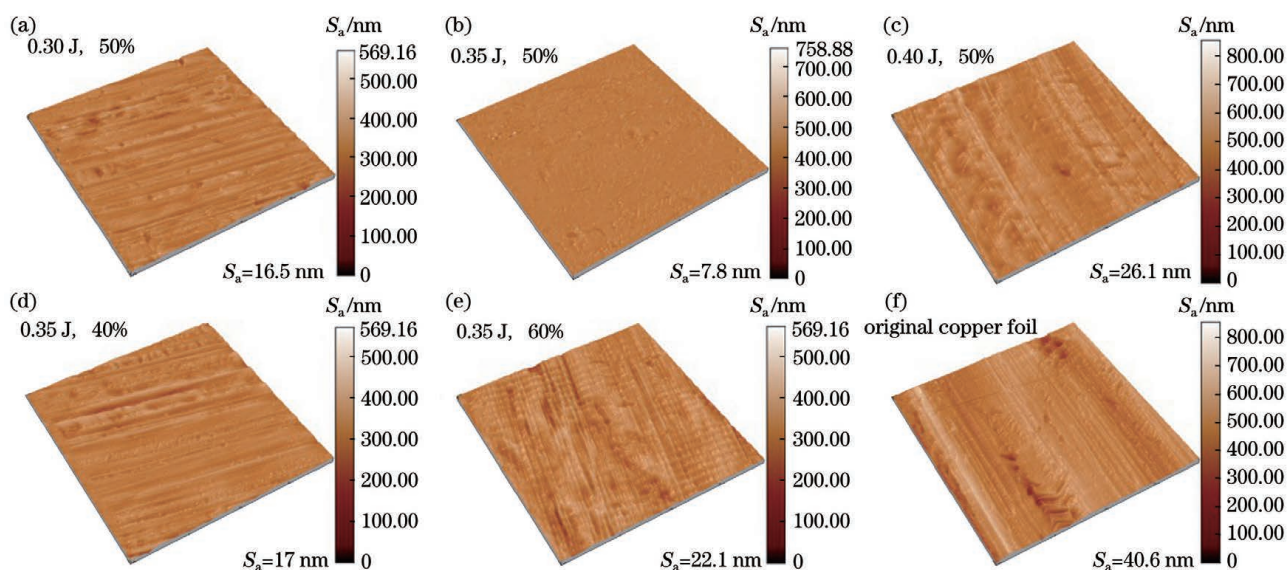 (a)
0.30 J, 50%
Sa/nm
569.16
500.00
400.00
300.00
200.00
100.00
0
Sa=16.5 nm
(b)
0.35 J, 50%
Sa/nm
758.88
700.00
600.00
500.00
400.00
300.00
200.00
100.00
0
Sa=7.8 nm
(c)
0.40 J, 50%
Sa/nm
800.00
700.00
600.00
500.00
400.00
300.00
200.00
100.00
0
Sa=26.1 nm
(d)
0.35 J, 40%
Sa/nm
569.16
500.00
400.00
300.00
200.00
100.00
0
Sa=17 nm
(e)
0.35 J, 60%
Sa/nm
569.16
500.00
400.00
300.00
200.00
100.00
0
Sa=22.1 nm
(f)
original copper foil
Sa/nm
800.00
700.00
600.00
500.00
400.00
300.00
200.00
100.00
0
Sa=40.6 nm